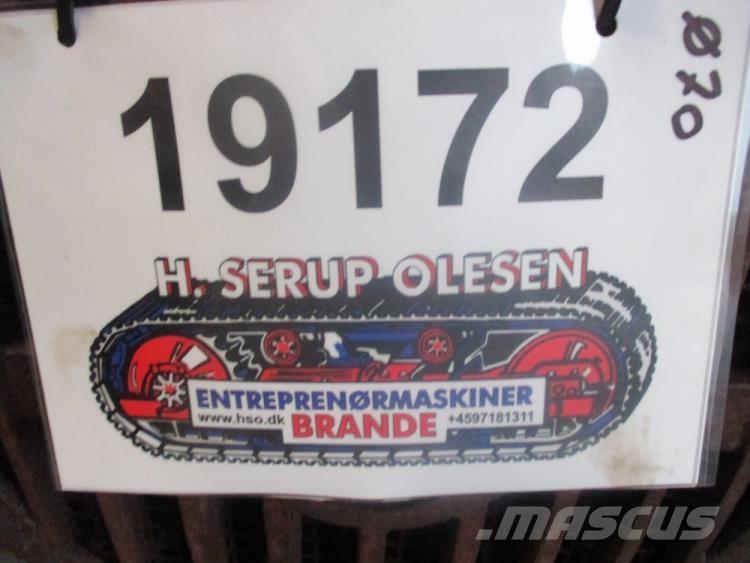 19172
Ø70
H. SERUP OLESEN
ENTREPRENØRMASKINER
www.hso.dk BRANDE +4597181311
.MASCUS